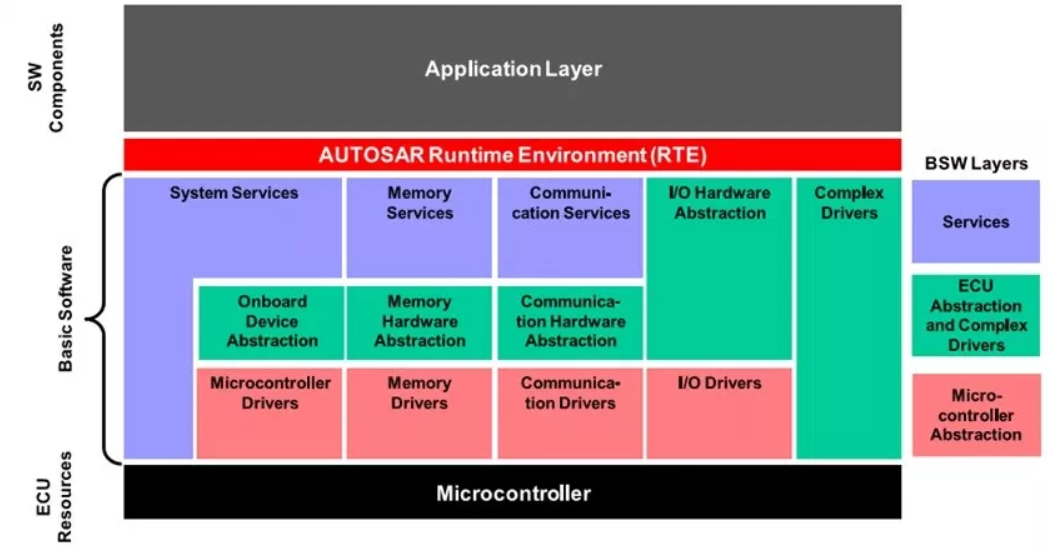 SW
Components
Application Layer
AUTOSAR Runtime Environment (RTE)
BSW Layers
Basic Software
System Services
Memory
Services
Communi-
cation Services
I/O Hardware
Abstraction
Complex
Drivers
Services
Onboard
Device
Abstraction
Memory
Hardware
Abstraction
Communica-
tion Hardware
Abstraction
ECU
Abstraction
and Complex
Drivers
Microcontroller
Drivers
Memory
Drivers
Communica-
tion Drivers
I/O Drivers
Micro-
controller
Abstraction
ECU
Resources
Microcontroller